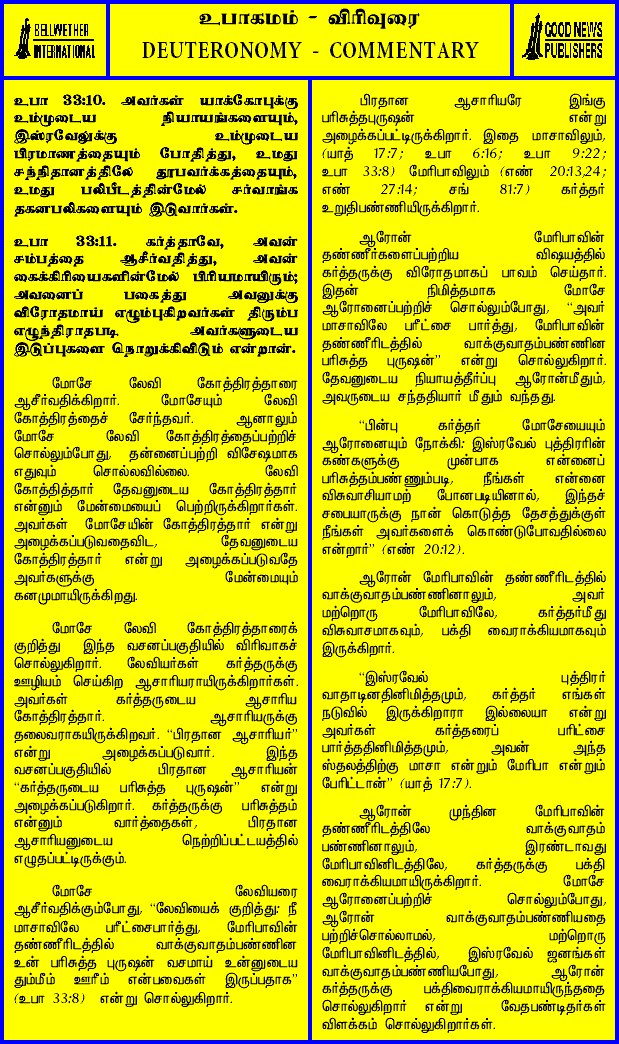 BELLWETHER
INTERNATIONAL
உபாகமம் - விரிவுரை
DEUTERONOMY - COMMENTARY
GOOD NEWS
PUBLISHERS
உபா 33:10. அவர்கள் யாக்கோபுக்கு
உம்முடைய நியாயங்களையும்,
இஸ்ரவேலுக்கு உம்முடைய
பிரமாணத்தையும் போதித்து, உமது
சந்நிதானத்திலே தூபவர்க்கத்தையும்,
உமது பலிபீடத்தின்மேல் சர்வாங்க
தகனபலிகளையும் இடுவார்கள்.
உபா 33:11. கர்த்தாவே, அவன்
சம்பத்தை ஆசீர்வதித்து, அவன்
கைக்கிரியைகளின்மேல் பிரியமாயிரும்;
அவனைப் பகைத்து அவனுக்கு
விரோதமாய் எழும்புகிறவர்கள் திரும்ப
எழுந்திராதபடி அவர்களுடைய
இடுப்புகளை நொறுக்கிவிடும் என்றான்.
மோசே லேவி கோத்திரத்தாரை
ஆசீர்வதிக்கிறார். மோசேயும் லேவி
கோத்திரத்தைச் சேர்ந்தவர். ஆனாலும்
மோசே லேவி கோத்திரத்தைப்பற்றிச்
சொல்லும்போது, தன்னைப்பற்றி விசேஷமாக
எதுவும் சொல்லவில்லை. லேவி
கோத்தித்தார் தேவனுடைய கோத்திரத்தார்
என்னும் மேன்மையைப் பெற்றிருக்கிறார்கள்.
அவர்கள் மோசேயின் கோத்திரத்தார் என்று
அழைக்கப்படுவதைவிட, தேவனுடைய
கோத்திரத்தார் என்று அழைக்கப்படுவதே
அவர்களுக்கு மேன்மையும்
கனமுமாயிருக்கிறது.
மோசே லேவி கோத்திரத்தாரைக்
குறித்து இந்த வசனபகுதியில் விரிவாகச்
சொல்லுகிறார். லேவியர்கள் கர்த்தருக்கு
ஊழியம் செய்கிற ஆசாரியராயிருக்கிறார்கள்.
அவர்கள் கர்த்தருடைய ஆசாரிய
கோத்திரத்தார். ஆசாரியருக்கு
தலைவராகயிருக்கிறவர். “பிரதான ஆசாரியர்”
என்று அழைக்கப்படுவார். இந்த
வசனபகுதியில் பிரதான ஆசாரியன்
“கர்த்தருடைய பரிசுத்த புருஷன்” என்று
அழைக்கப்படுகிறார். கர்த்தருக்கு பரிசுத்தம்
என்னும் வார்த்தைகள், பிரதான
ஆசாரியனுடைய நெற்றிப்பட்டயத்தில்
எழுதப்பட்டிருக்கும்.
மோசே லேவியரை
ஆசீர்வதிக்கும்போது, “லேவியைக் குறித்து: நீ
மாசாவிலே பரீட்சைபார்த்து, மேரிபாவின்
தண்ணீரிடத்தில் வாக்குவாதம்பண்ணின
உன் பரிசுத்த புருஷன் வசமாய் உன்னுடைய
தும்மீம் ஊரீம் என்பவைகள் இருப்பதாக”
(உபா 33:8) என்று சொல்லுகிறார்.
பிரதான ஆசாரியரே இங்கு
பரிசுத்தபுருஷன் என்று
அழைக்கப்பட்டிருக்கிறார். இதை மாசாவிலும்,
(யாத் 17:7; உபா 6:16; உபா 9:22;
உபா 33:8) மேரிபாவிலும் (எண் 20:13,24;
எண் 27:14; சங் 81:7) கர்த்தர்
உறுதிபண்ணியிருக்கிறார்.
ஆரோன் மேரிபாவின்
தண்ணீர்களைப்பற்றிய விஷயத்தில்
கர்த்தருக்கு விரோதமாகப் பாவம் செய்தார்.
இதன் நிமித்தமாக மோசே
ஆரோனைப்பற்றிச் சொல்லும்போது, “அவர்
மாசாவிலே பரீட்சை பார்த்து, மேரிபாவின்
தண்ணீரிடத்தில் வாக்குவாதம்பண்ணின
பரிசுத்த புருஷன்” என்று சொல்லுகிறார்.
தேவனுடைய நியாயத்தீர்ப்பு ஆரோன்மீதும்,
அவருடைய சந்ததியார் மீதும் வந்தது.
“பின்பு கர்த்தர் மோசேயையும்
ஆரோனையும் நோக்கி: இஸ்ரவேல் புத்திரரின்
கண்களுக்கு முன்பாக என்னைப்
பரிசுத்தம்பண்ணும்படி, நீங்கள் என்னை
விசுவாசியாமற் போனபடியினால், இந்தச்
சபையாருக்கு நான் கொடுத்த தேசத்துக்குள்
நீங்கள் அவர்களைக் கொண்டுபோவதில்லை
என்றார்” (எண் 20:12).
ஆரோன் மேரிபாவின் தண்ணீரிடத்தில்
வாக்குவாதம்பண்ணினாலும், அவர்
மற்றொரு மேரிபாவிலே, கர்த்தர்மீது
விசுவாசமாகவும், பக்தி வைராக்கியமாகவும்
இருக்கிறார்.
“இஸ்ரவேல் புத்திரர்
வாதாடினதினிமித்தமும், கர்த்தர் எங்கள்
நடுவில் இருக்கிறாரா இல்லையா என்று
அவர்கள் கர்த்தரைப் பரீட்சை
பார்த்ததினிமித்தமும், அவன் அந்த
ஸ்தலத்திற்கு மாசா என்றும் மேரிபா என்றும்
பேரிட்டான்” (யாத் 17:7).
ஆரோன் முந்தின மேரிபாவின்
தண்ணீரிடத்திலே வாக்குவாதம்
பண்ணினாலும், இரண்டாவது
மேரிபாவினிடத்திலே, கர்த்தருக்கு பக்தி
வைராக்கியமாயிருக்கிறார். மோசே
ஆரோனைப்பற்றிச் சொல்லும்போது,
ஆரோன் வாக்குவாதம்பண்ணியதை
பற்றிச்சொல்லாமல், மற்றொரு
மேரிபாவினிடத்தில், இஸ்ரவேல் ஜனங்கள்
வாக்குவாதம்பண்ணியபோது, ஆரோன்
கர்த்தருக்கு பக்திவைராக்கியமாயிருந்ததை
சொல்லுகிறார் என்று வேதபண்டிதர்கள்
விளக்கம் சொல்லுகிறார்கள்.